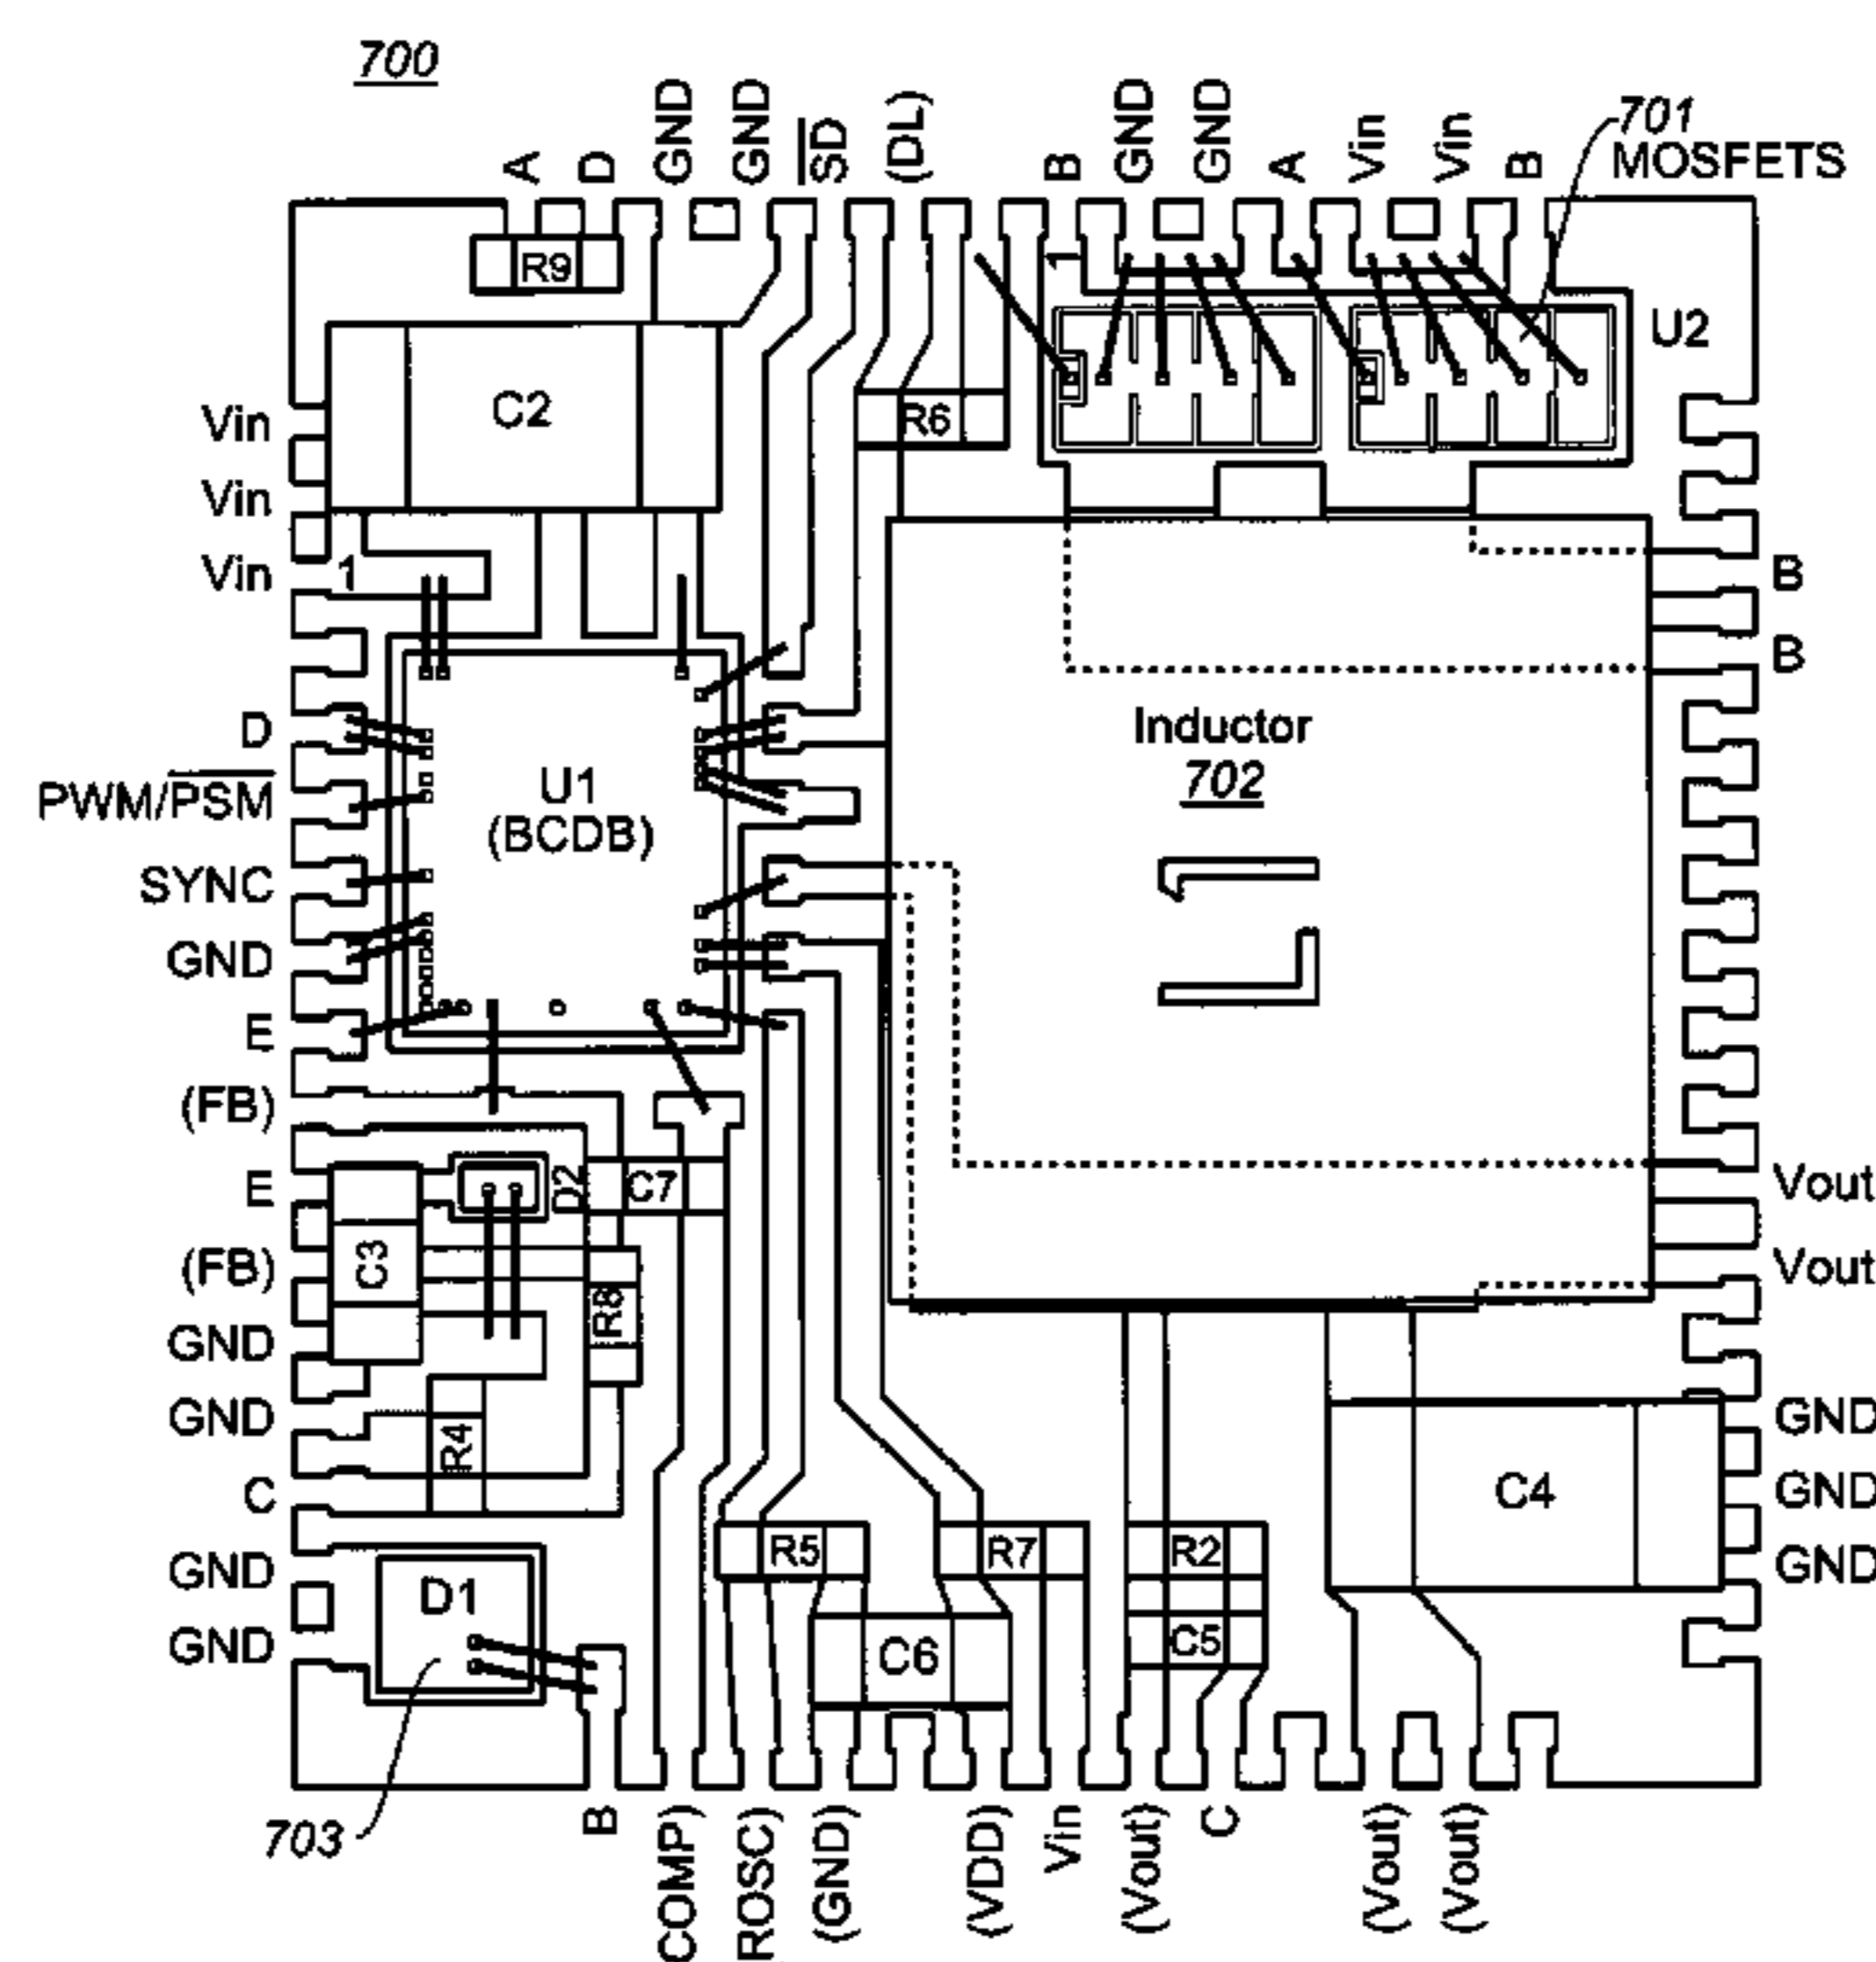 700
A
D
GND
GND
SD
(DL)
B
GND
GND
A
Vin
Vin
B
701
MOSFETS
R9
1
U2
C2
R6
Vin
Vin
Vin
1
B
B
D
PWM/PSM
SYNC
GND
E
(FB)
E
(FB)
GND
GND
C
GND
GND
U1
(BCDB)
Inductor
702
L1
D2
C7
C3
R8
R4
Vout
Vout
GND
GND
GND
C4
R5
R7
R2
D1
C6
C5
703
B
COMP)
ROSC)
(GND)
(VDD)
Vin
(Vout)
C
(Vout)
(Vout)